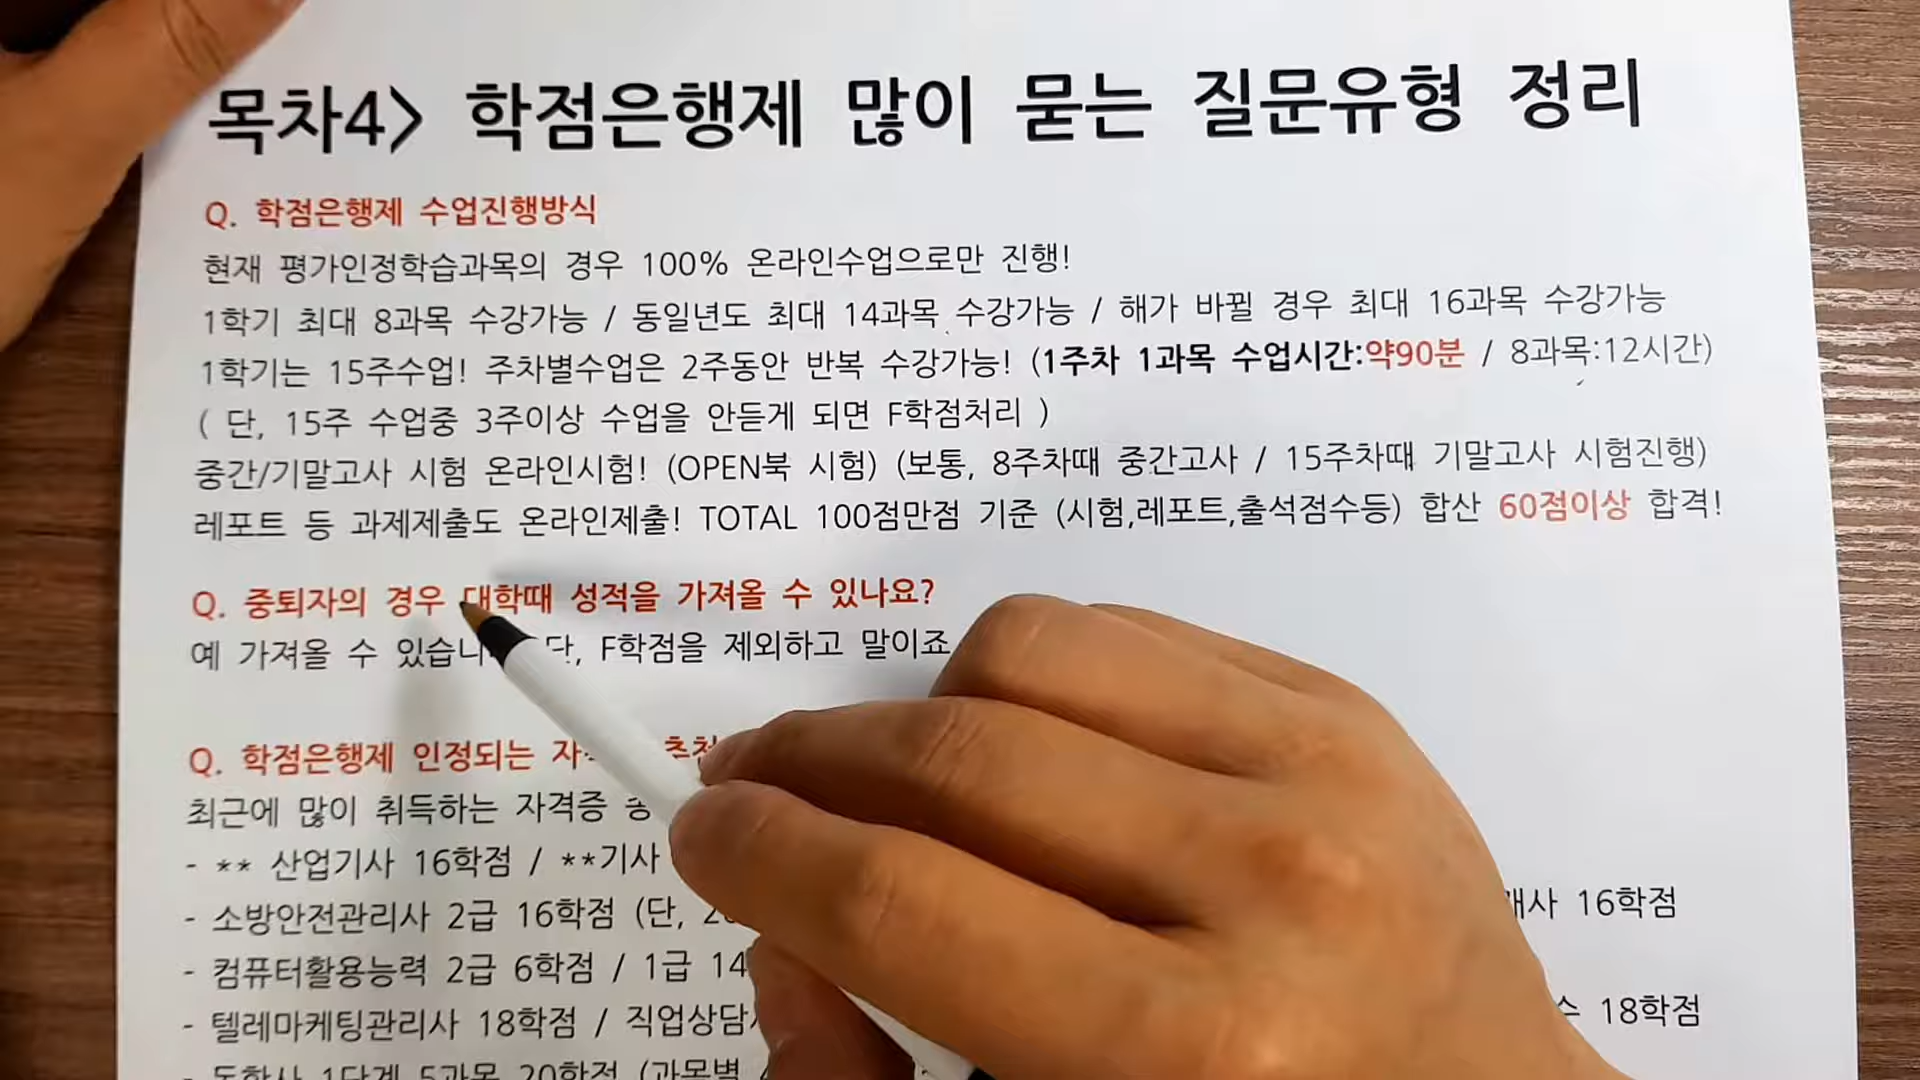 목차4> 학점은행제 많이 묻는 질문유형 정리
Q. 학점은행제 수업진행방식
현재 평가인정학습과목의 경우 100% 온라인수업으로만 진행!
1학기 최대 8과목 수강가능 / 동일년도 최대 14과목 수강가능 / 해가 바뀔 경우 최대 16과목 수강가능
1학기는 15주수업! 주차별수업은 2주동안 반복 수강가능! (1주차 1과목 수업시간:약90분 / 8과목:12시간)
( 단, 15주 수업중 3주이상 수업을 안듣게 되면 F학점처리 )
중간/기말고사 시험 온라인시험! (OPEN북 시험) (보통, 8주차때 중간고사 / 15주차때 기말고사 시험진행)
레포트 등 과제제출도 온라인제출! TOTAL 100점만점 기준 (시험,레포트,출석점수등) 합산 60점이상 합격!
Q. 중퇴자의 경우 대학때 성적을 가져올 수 있나요?
예 가져올 수 단, F학점을 제외하고 말이죠
Q. 학점은행제 인정되는
최근에 많이 취득하는 자격증
- ** 산업기사 16학점 / **기사
- 소방안전관리사 2급 16학점 (단, 16학점
- 컴퓨터활용능력 2급 6학점 / 1급 14
- 텔레마케팅관리사 18학점 / 18학점
- 독학사 1단계 5과목 20학점 (과목별